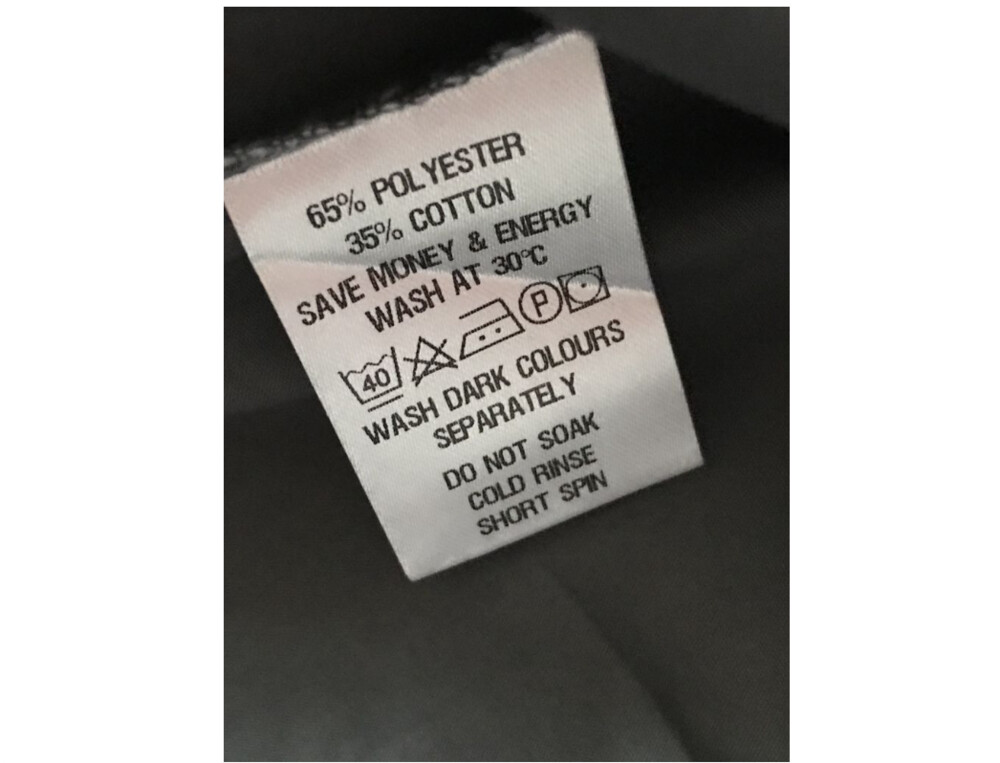 65% POLYESTER
35% COTTON
SAVE MONEY & ENERGY
WASH AT 30°C
40 P
WASH DARK COLOURS
SEPARATELY
DO NOT SOAK
COLD RINSE
SHORT SPIN